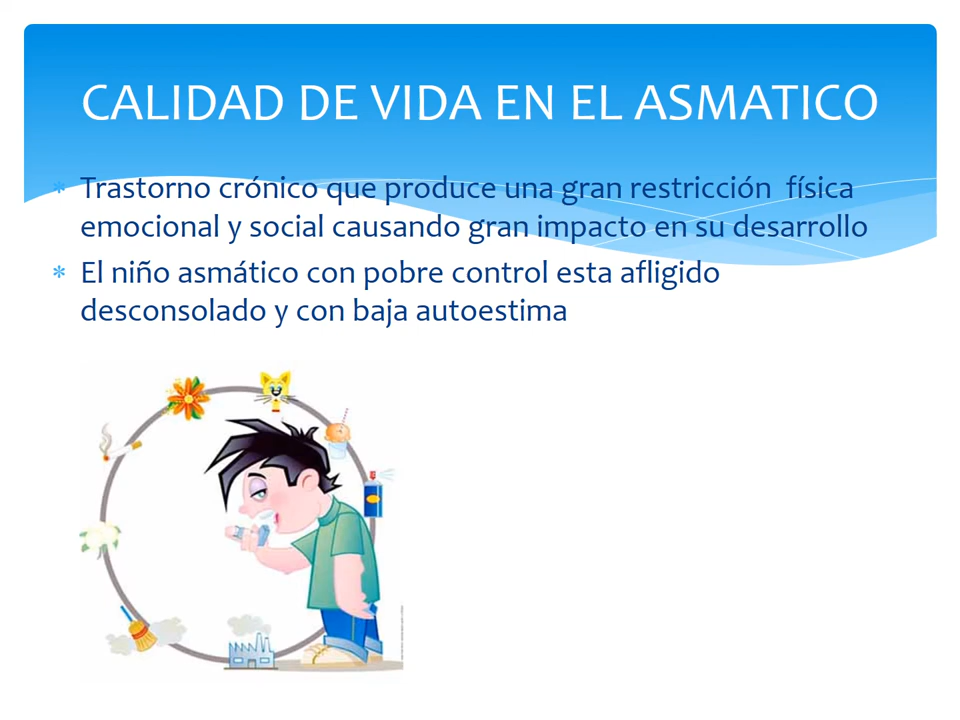 CALIDAD DE VIDA EN EL ASMATICO
Trastorno crónico que produce una gran restricción física
emocional y social causando gran impacto en su desarrollo
El niño asmático con pobre control esta afligido
desconsolado y con baja autoestima